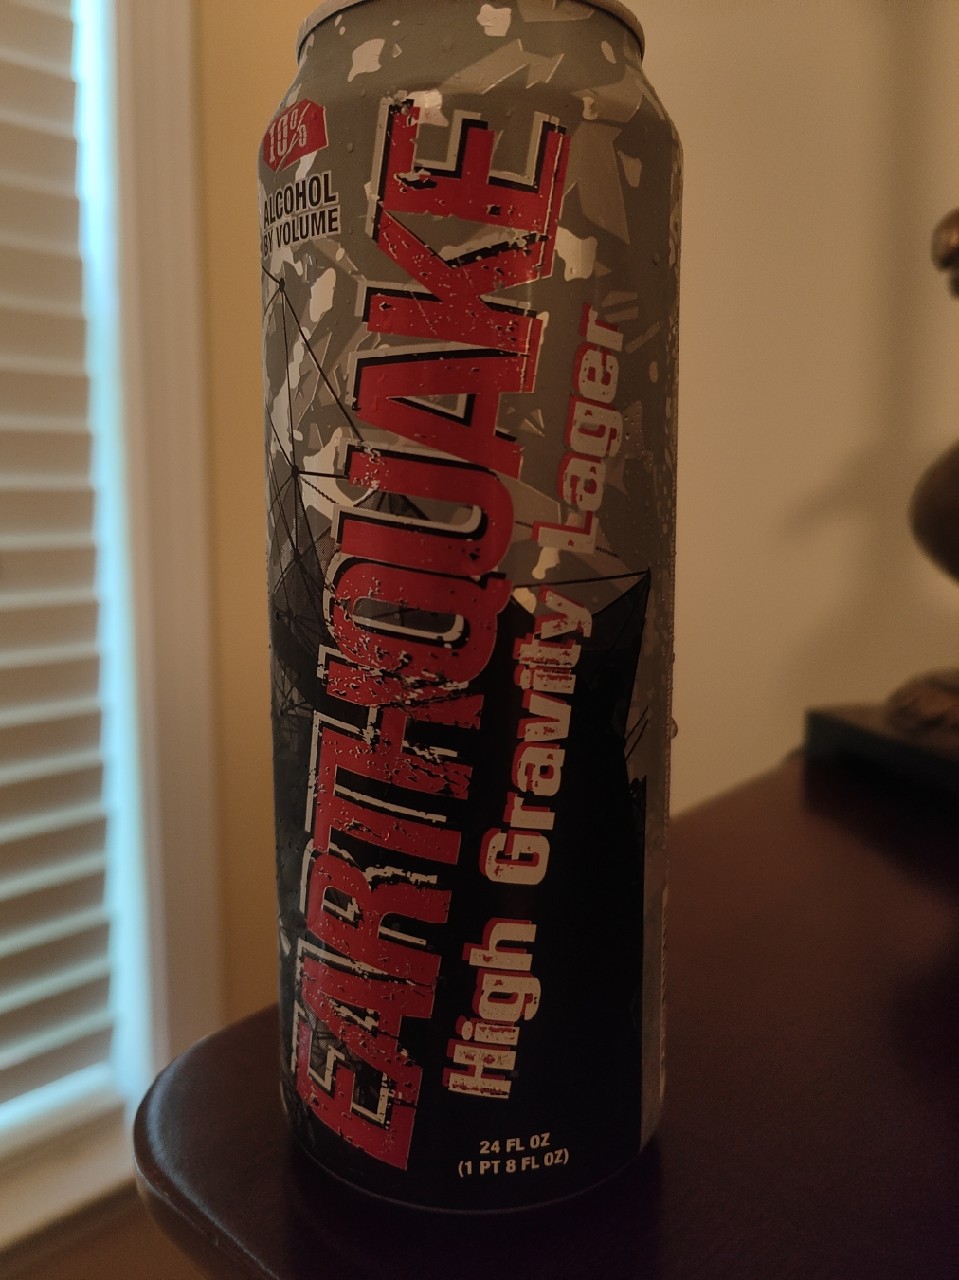 10%
ALCOHOL
BY VOLUME
EARTHQUAKE
High Gravity Lager
24 FL OZ
(1 PT 8 FL OZ)